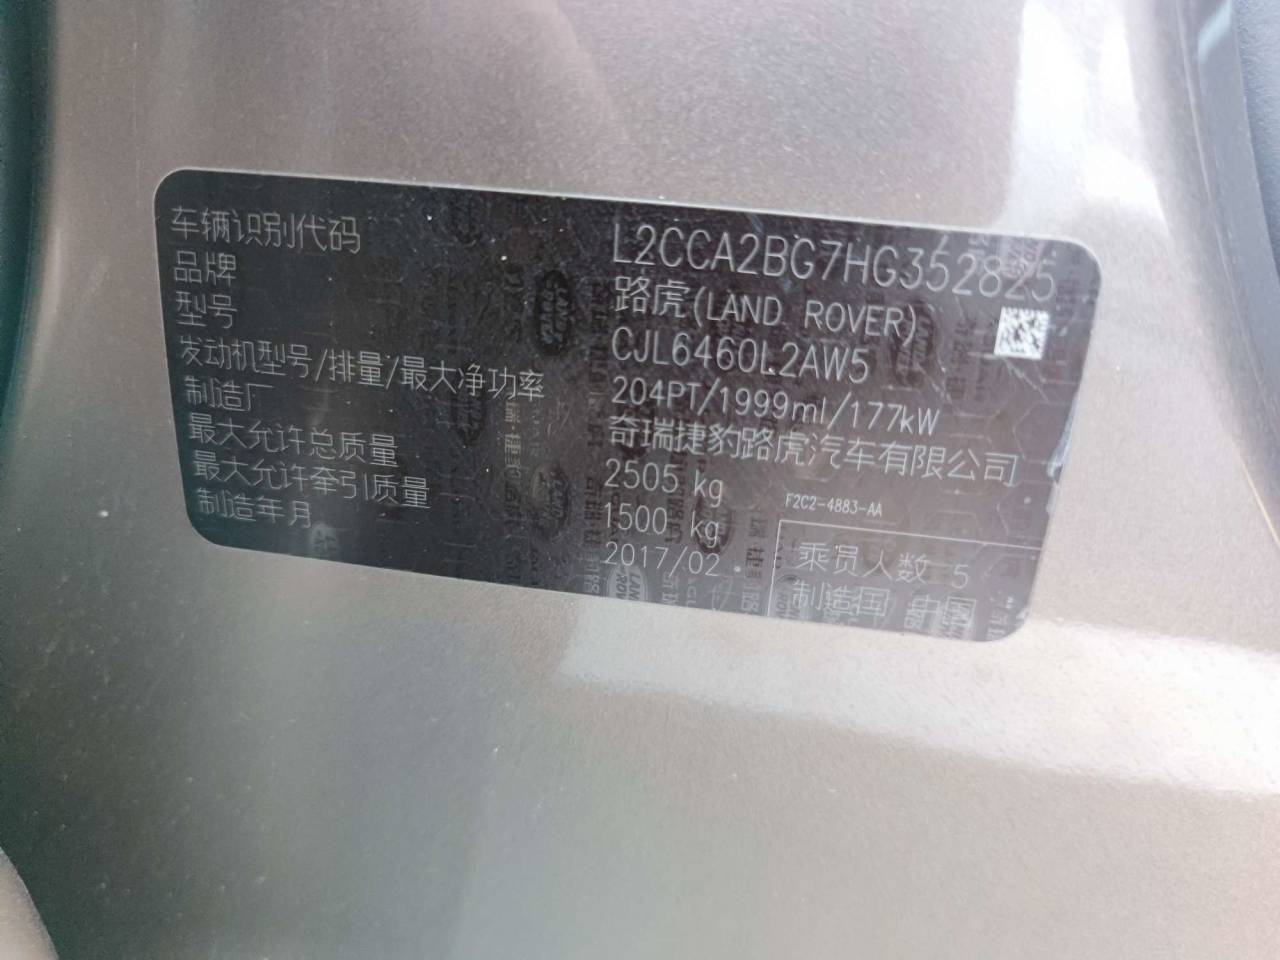 车辆识别代码 L2CCA2BG7HG352825
品牌 路虎(LAND ROVER)
型号 CJL6460L2AW5
发动机型号/排量/最大净功率 204PT/1999ml/177kW
制造厂 奇瑞捷豹路虎汽车有限公司
最大允许总质量 2505 kg
最大允许牵引质量 1500 kg
制造年月 2017/02
F2C2-4883-AA
乘员人数 5
制造国 中国